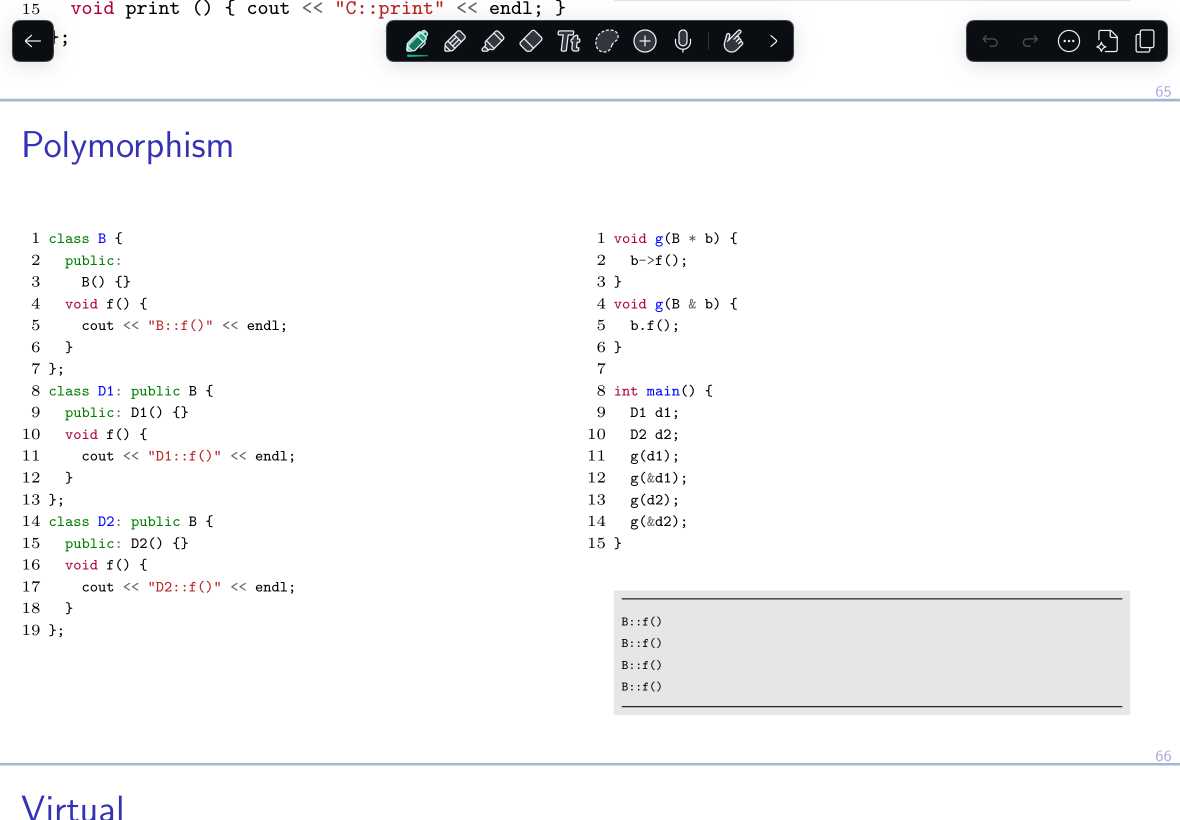 15 void print () { cout << "C::print" << endl; }
};
Tt
65
Polymorphism
1 class B {
2 public:
3 B() {}
4 void f() {
5 cout << "B::f()" << endl;
6 }
7 };
8 class D1: public B {
9 public: D1() {}
10 void f() {
11 cout << "D1::f()" << endl;
12 }
13 };
14 class D2: public B {
15 public: D2() {}
16 void f() {
17 cout << "D2::f()" << endl;
18 }
19 };
1 void g(B * b) {
2 b->f();
3 }
4 void g(B & b) {
5 b.f();
6 }
7
8 int main() {
9 D1 d1;
10 D2 d2;
11 g(d1);
12 g(&d1);
13 g(d2);
14 g(&d2);
15 }
B::f()
B::f()
B::f()
B::f()
66
Virtual